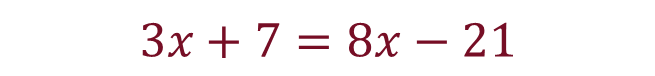 3𝑥 + 7 = 8𝑥 − 21